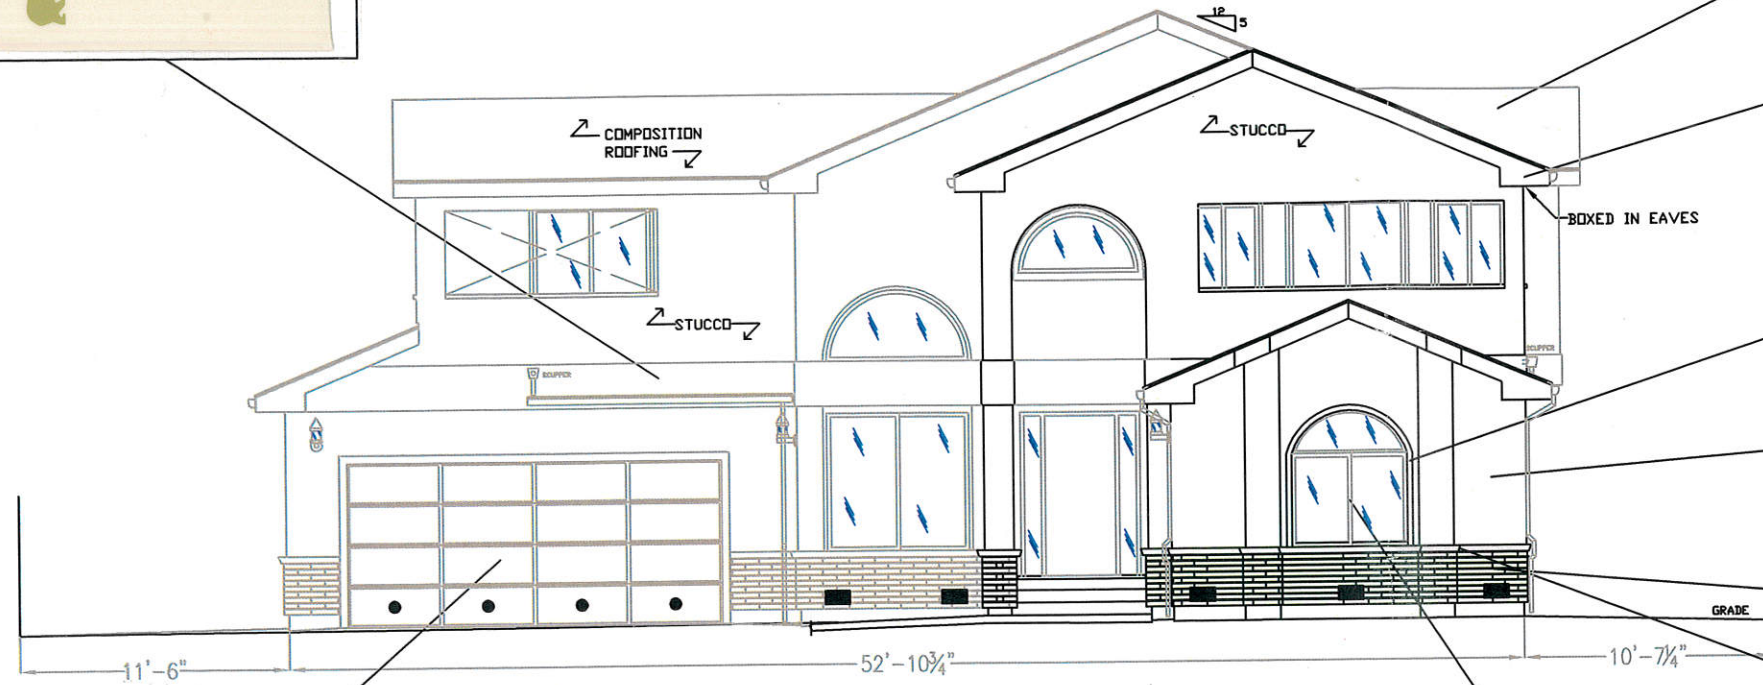 12
5
COMPOSITION
ROOFING
STUCCO
BOXED IN EAVES
STUCCO
SCUPPER
SCUPPER
GRADE
11'-6"
52'-10¾"
10'-7¼"